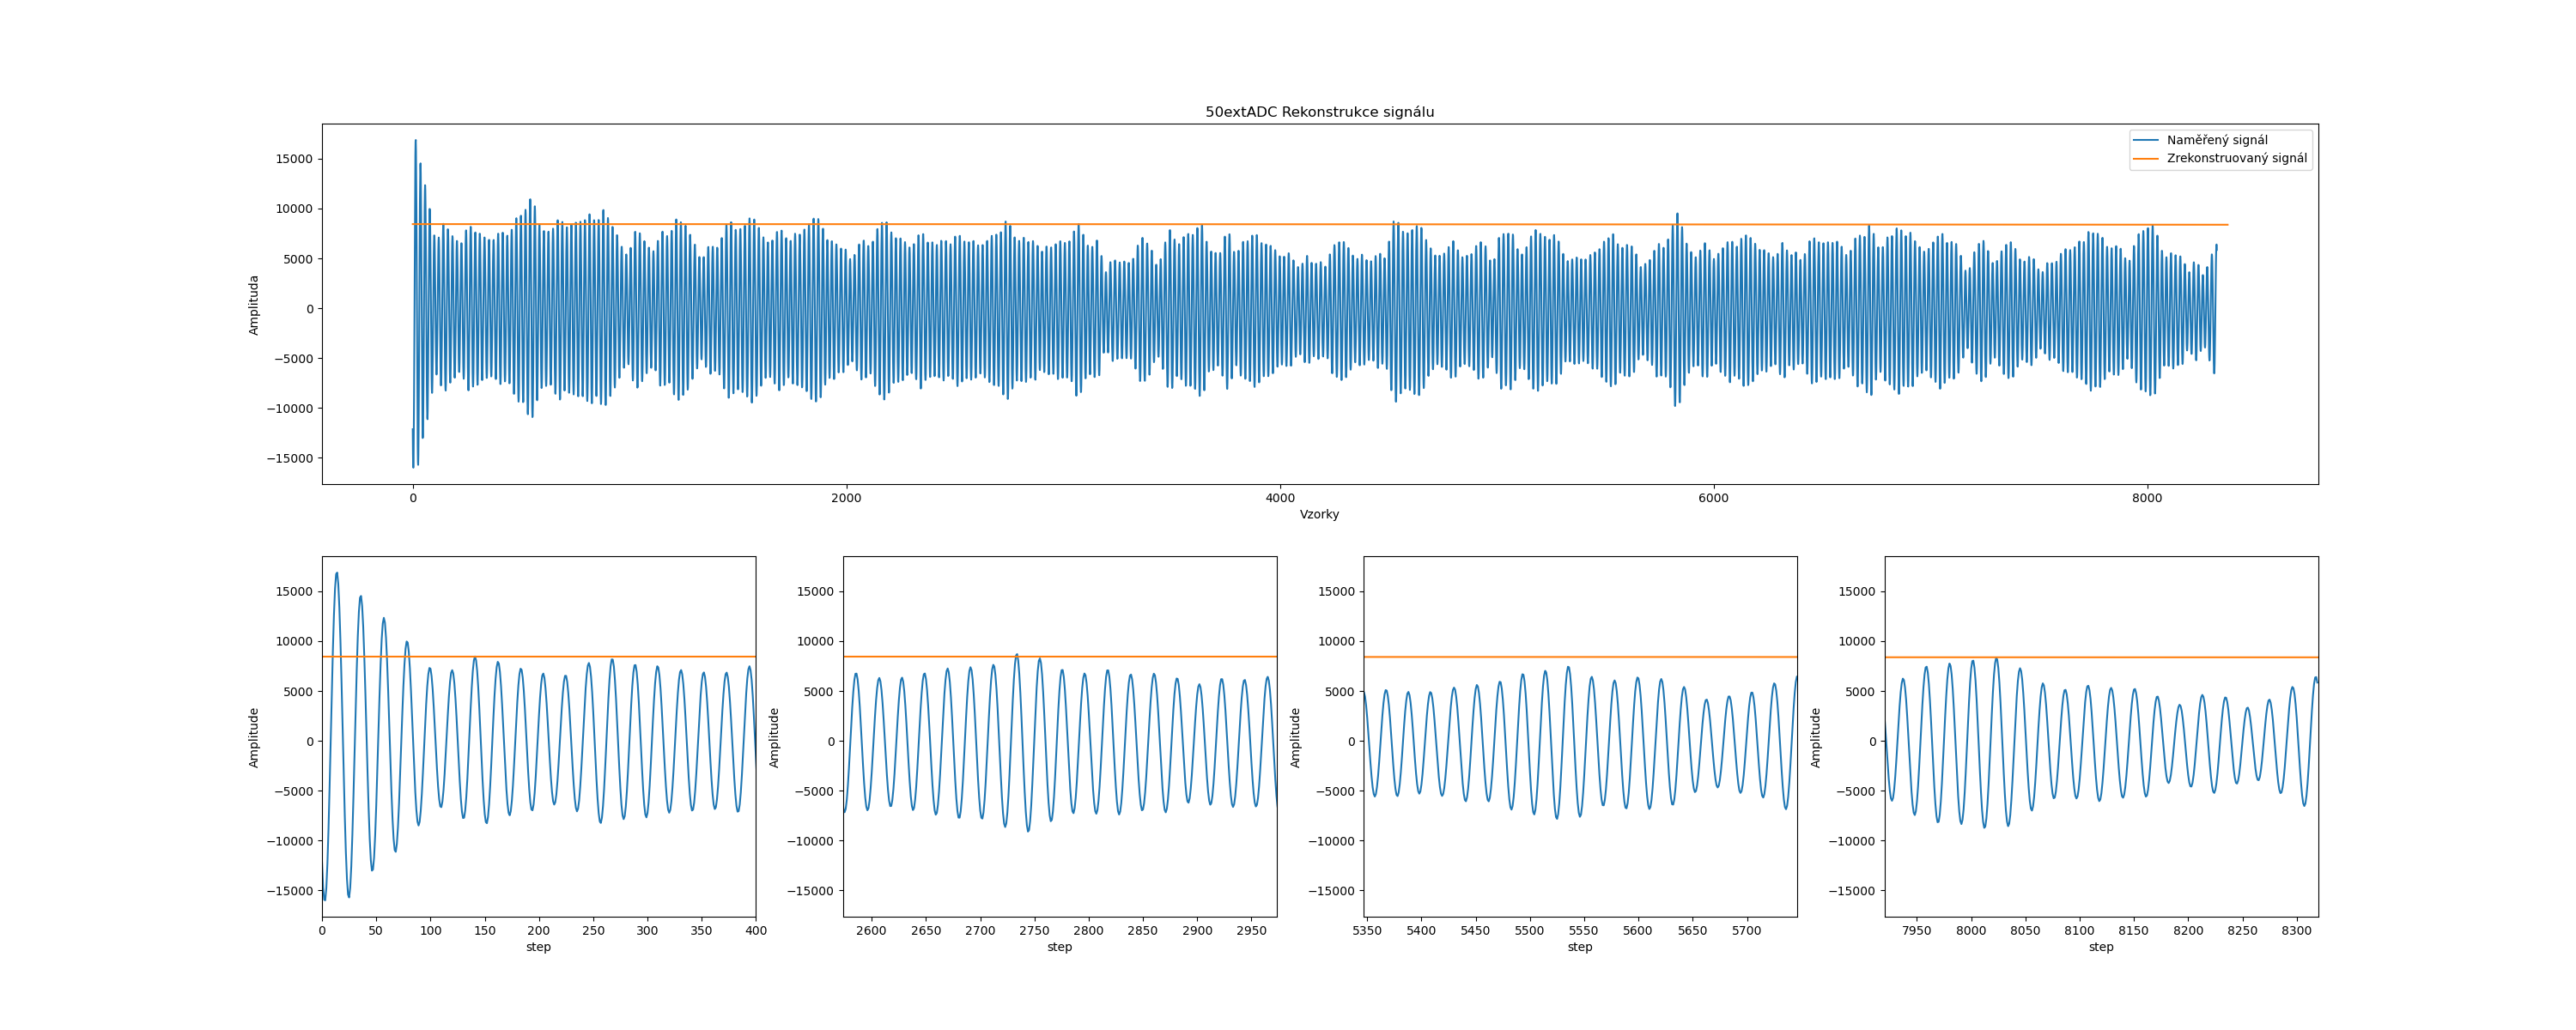 50extADC Rekonstrukce signálu
Naměřený signál
Zrekonstruovaný signál
Amplituda
15000
10000
5000
0
−5000
−10000
−15000
0 2000 4000 6000 8000
Vzorky
Amplitude
15000
10000
5000
0
−5000
−10000
−15000
0 50 100 150 200 250 300 350 400
step
Amplitude
15000
10000
5000
0
−5000
−10000
−15000
2600 2650 2700 2750 2800 2850 2900 2950
step
Amplitude
15000
10000
5000
0
−5000
−10000
−15000
5350 5400 5450 5500 5550 5600 5650 5700
step
Amplitude
15000
10000
5000
0
−5000
−10000
−15000
7950 8000 8050 8100 8150 8200 8250 8300
step